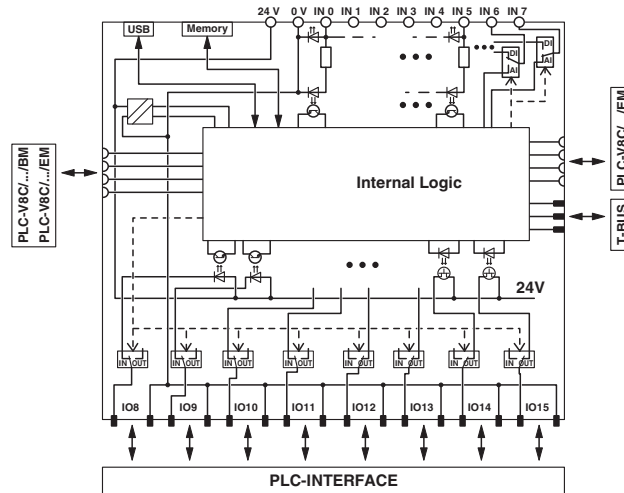 24 V 0 V IN 0 IN 1 IN 2 IN 3 IN 4 IN 5 IN 6 IN 7
USB Memory
DI
AI
DI
AI
PLC-V8C/.../BM
PLC-V8C/.../EM
PLC-V8C/.../EM
T-BUS
Internal Logic
24V
IN OUT IN OUT IN OUT IN OUT IN OUT IN OUT IN OUT IN OUT
IO8 IO9 IO10 IO11 IO12 IO13 IO14 IO15
PLC-INTERFACE